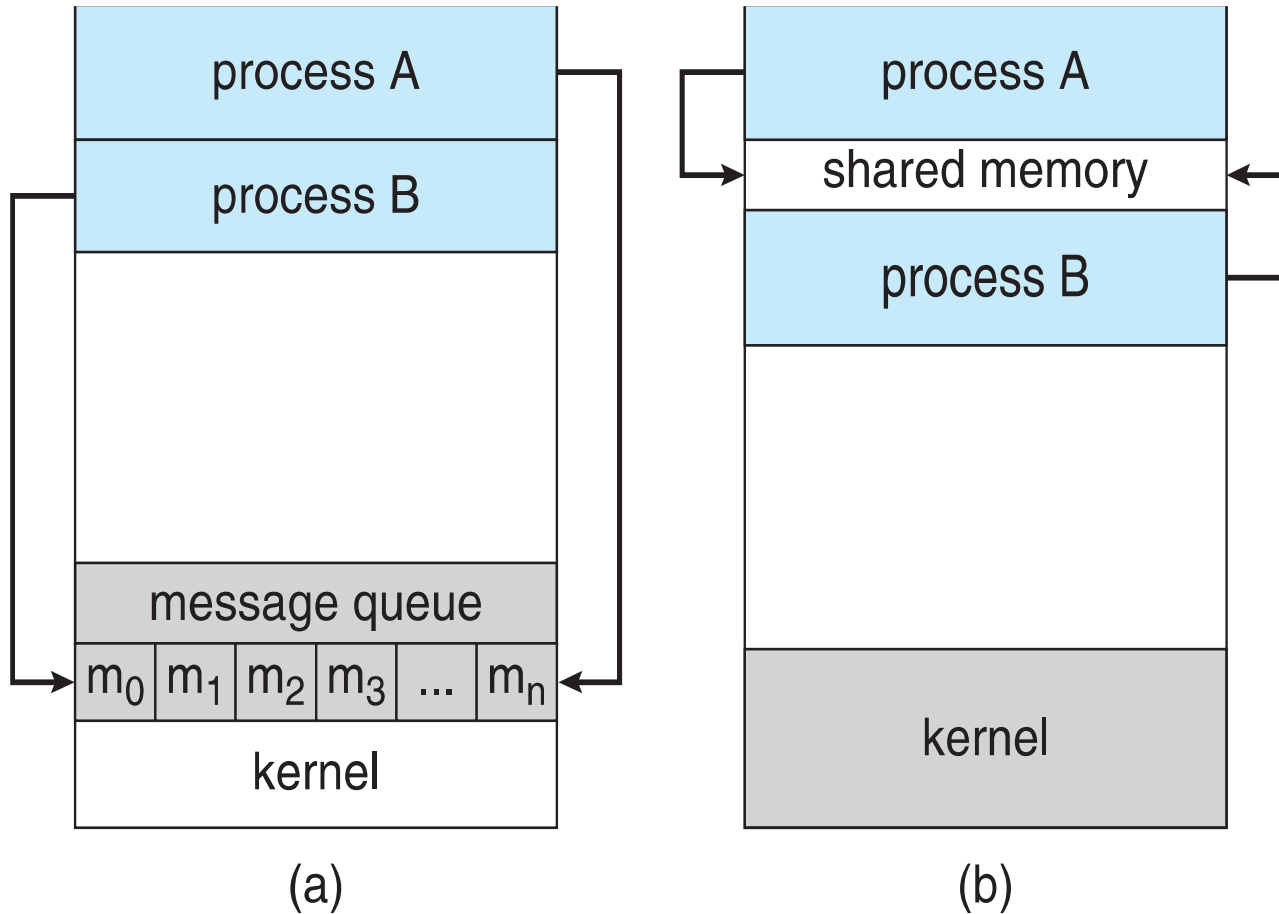 process A
process B
message queue
m0 m1 m2 m3 ... mn
kernel
(a)
process A
shared memory
process B
kernel
(b)